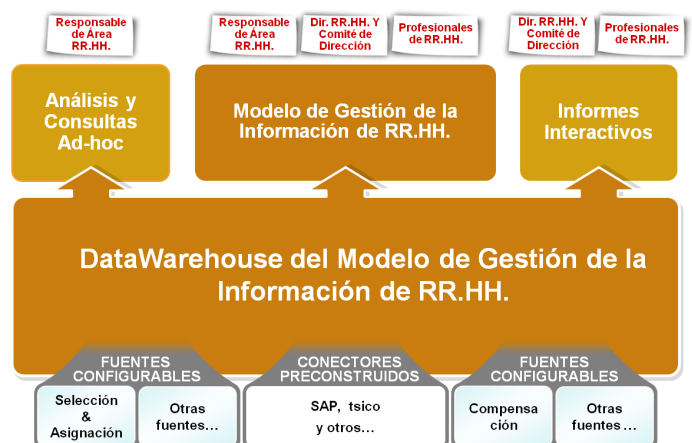 Responsable
de Área
RR.HH.
Responsable
de Área
RR.HH.
Dir. RR.HH. Y
Comité de
Dirección
Profesionales
de RR.HH.
Dir. RR.HH. Y
Comité de
Dirección
Profesionales
de RR.HH.
Análisis y
Consultas
Ad-hoc
Modelo de Gestión de la
Información de RR.HH.
Informes
Interactivos
DataWarehouse del Modelo de Gestión de la
Información de RR.HH.
FUENTES
CONFIGURABLES
CONECTORES
PRECONSTRUIDOS
FUENTES
CONFIGURABLES
Selección
&
Asignación
Otras
fuentes…
SAP, tsico
y otros…
Compensa
ción
Otras
fuentes …